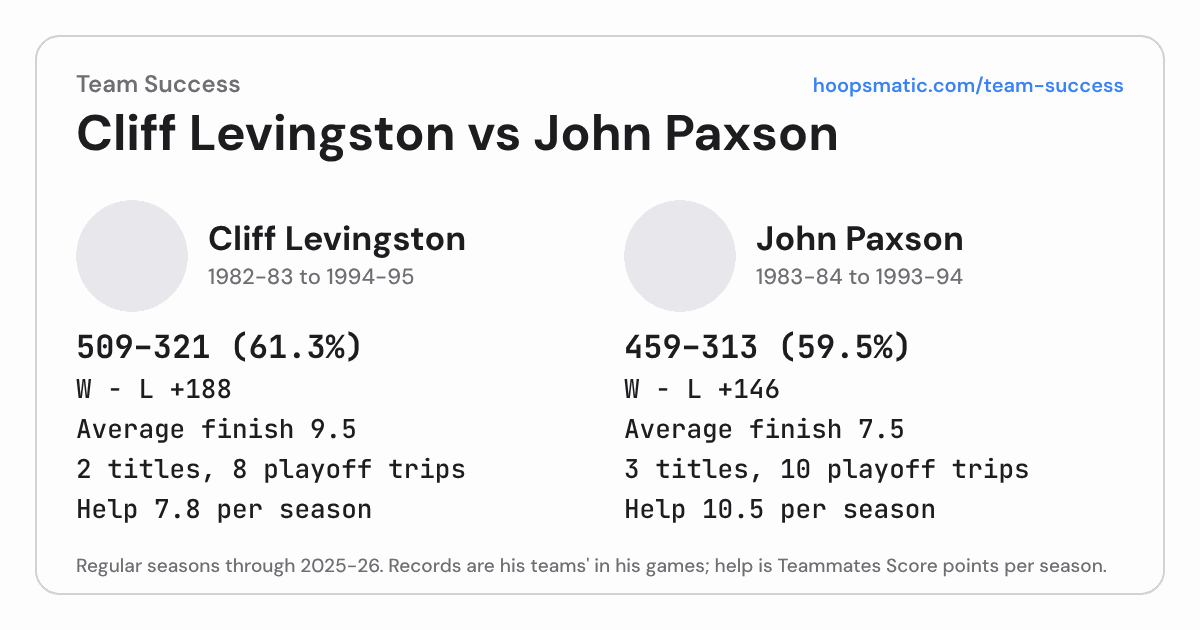 Team Success
hoopsmatic.com/team-success
Cliff Levingston vs John Paxson
Cliff Levingston
1982-83 to 1994-95
509-321 (61.3%)
W - L +188
Average finish 9.5
2 titles, 8 playoff trips
Help 7.8 per season
John Paxson
1983-84 to 1993-94
459-313 (59.5%)
W - L +146
Average finish 7.5
3 titles, 10 playoff trips
Help 10.5 per season
Regular seasons through 2025-26. Records are his teams' in his games; help is Teammates Score points per season.